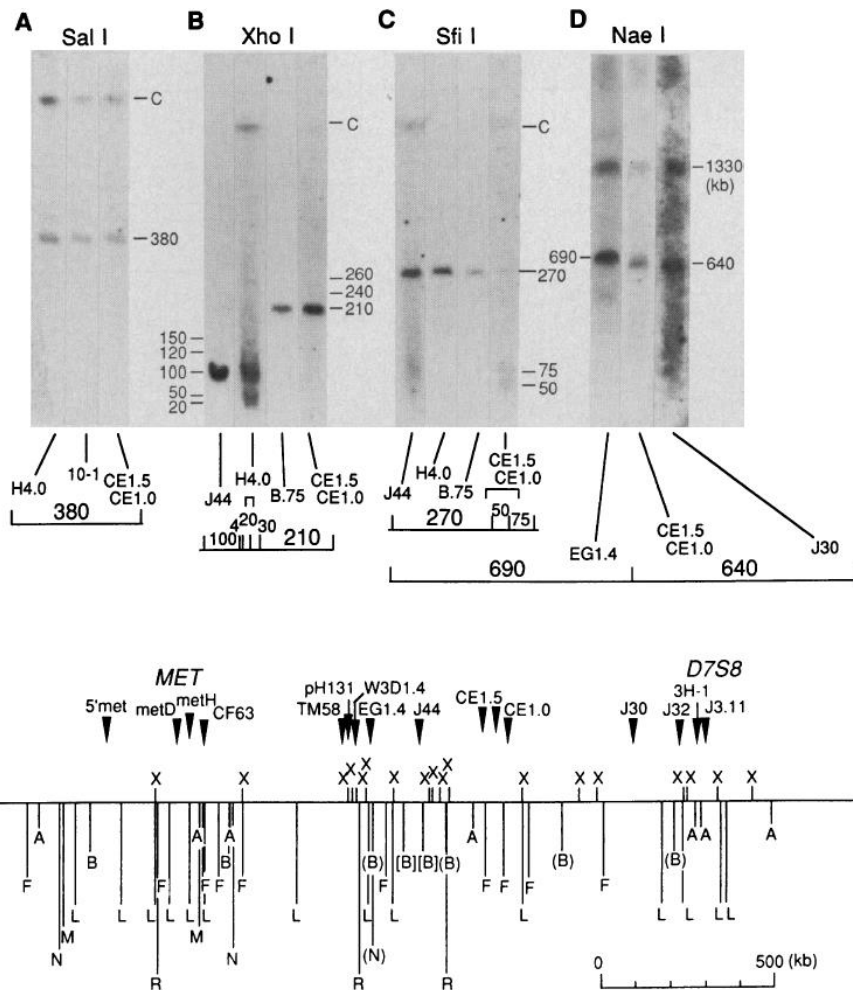 A B C D
Sal I Xho I Sfi I Nae I
C C C
1330
(kb)
380
260
240
210
270
690 640
150
120
100
50
20
75
50
H4.0 10-1 CE1.5
CE1.0
380
J44 H4.0 B.75 CE1.5
CE1.0
100 4 20 30 210
J44 H4.0 B.75 CE1.5
CE1.0
270 50 75
EG1.4 CE1.5
CE1.0 J30
690 640
MET D7S8
5'met metD metH CF63
pH131 W3D1.4
TM58 EG1.4 J44
CE1.5 CE1.0
J30 J32 3H-1 J3.11
X X X X X X X X X X X X X X X X X X X
A A A A A A A
B B (B) [B] [B] (B) (B) (B)
F F F F F F F F F F
L L L L L L L L L L L L L
M M
N N (N)
R R R
0 500 (kb)